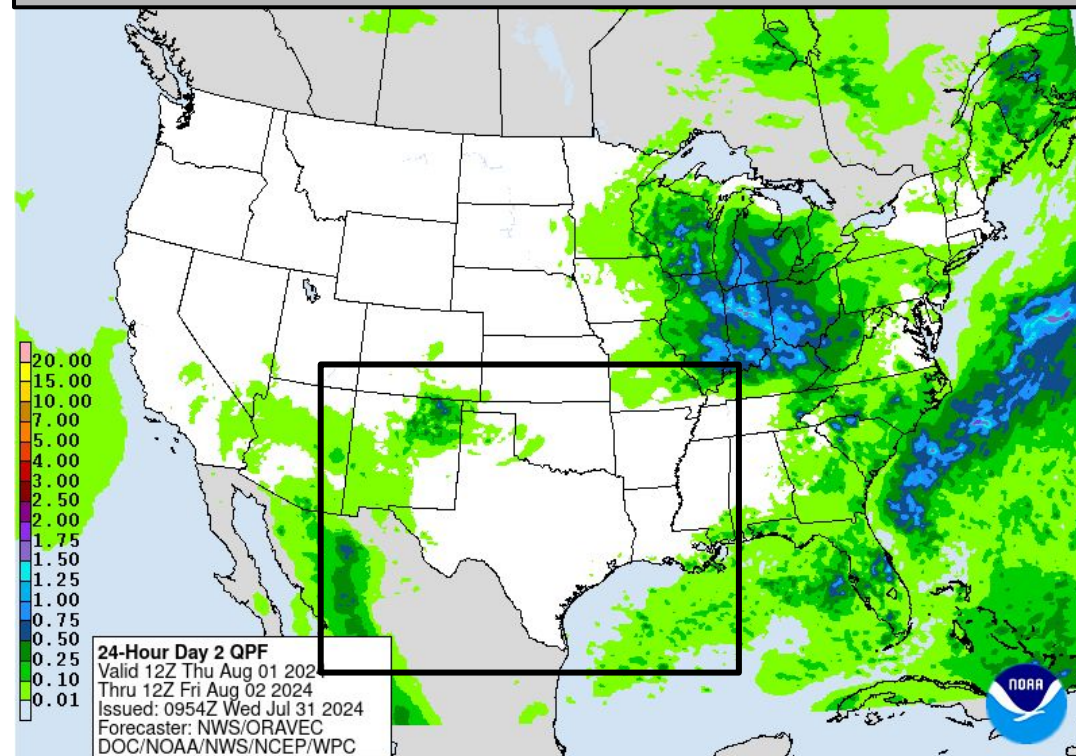 20.00
15.00
10.00
7.00
5.00
4.00
3.00
2.50
2.00
1.75
1.50
1.25
1.00
0.75
0.50
0.25
0.10
0.01
24-Hour Day 2 QPF
Valid 12Z Thu Aug 01 2024
Thru 12Z Fri Aug 02 2024
Issued: 0954Z Wed Jul 31 2024
Forecaster: NWS/ORAVEC
DOC/NOAA/NWS/NCEP/WPC
NOAA